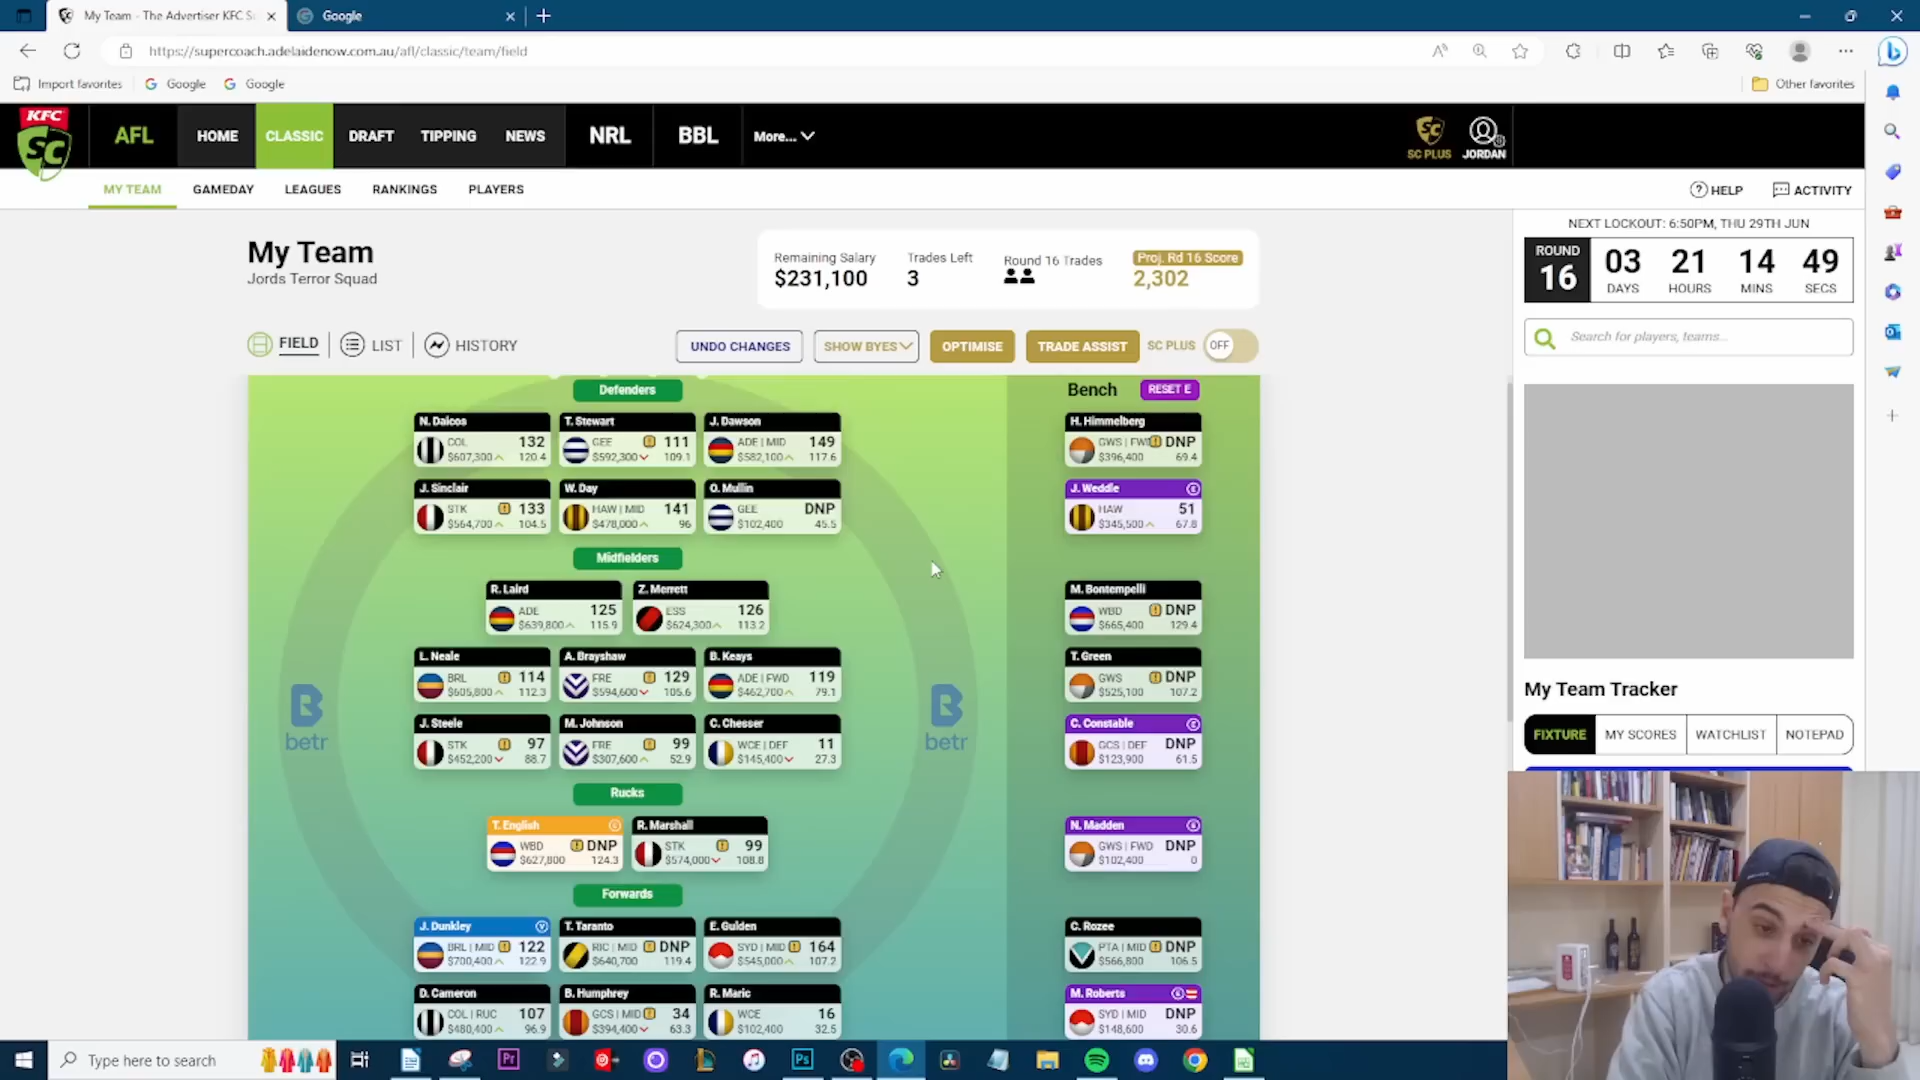 My Team - The Advertiser KFC S
Google
https://supercoach.adelaidenow.com.au/afl/classic/team/field
Import favorites
Google
Google
Other favorites
KFC
SC
AFL
HOME
CLASSIC
DRAFT
TIPPING
NEWS
NRL
BBL
More...
SC PLUS
JORDAN
MY TEAM
GAMEDAY
LEAGUES
RANKINGS
PLAYERS
HELP
ACTIVITY
My Team
Jords Terror Squad
Remaining Salary
$231,100
Trades Left
3
Round 16 Trades
Proj. Rd 16 Score
2,302
NEXT LOCKOUT: 6:50PM, THU 29TH JUN
ROUND
16
03
DAYS
21
HOURS
14
MINS
49
SECS
Search for players, teams...
FIELD
LIST
HISTORY
UNDO CHANGES
SHOW BYES
OPTIMISE
TRADE ASSIST
SC PLUS
OFF
Defenders
N. Daicos
COL 132
$607,300 120.4
T. Stewart
GEE 111
$592,300 109.1
J. Dawson
ADE | MID 149
$582,100 117.6
J. Sinclair
STK 133
$564,700 104.5
W. Day
HAW | MID 141
$478,000 96
O. Mullin
GEE DNP
$102,400 45.5
Midfielders
R. Laird
ADE 125
$639,800 115.9
Z. Merrett
ESS 126
$624,300 113.2
L. Neale
BRL 114
$605,800 112.3
A. Brayshaw
FRE 129
$594,600 105.6
B. Keays
ADE | FWD 119
$462,700 79.1
J. Steele
STK 97
$452,200 88.7
M. Johnson
FRE 99
$307,600 52.9
C. Chesser
WCE | DEF 11
$145,400 27.3
Rucks
T. English
WBD DNP
$627,800 124.3
R. Marshall
STK 99
$574,000 108.8
Forwards
J. Dunkley
BRL | MID 122
$700,400 122.9
T. Taranto
RIC | MID DNP
$640,700 119.4
E. Gulden
SYD | MID 164
$545,000 107.2
D. Cameron
COL | RUC 107
$480,400 96.9
B. Humphrey
GCS | MID 34
$394,400 63.3
R. Maric
WCE 16
$102,400 32.5
betr
betr
Bench
RESET E
H. Himmelberg
GWS | FWD DNP
$396,400 69.4
J. Weddle
HAW 51
$345,500 67.8
M. Bontempelli
WBD DNP
$665,400 129.4
T. Green
GWS DNP
$525,100 107.2
C. Constable
GCS | DEF DNP
$123,900 61.5
N. Madden
GWS | FWD DNP
$102,400 0
C. Rozee
PTA | MID DNP
$566,800 106.5
M. Roberts
SYD | MID DNP
$148,600 30.6
My Team Tracker
FIXTURE
MY SCORES
WATCHLIST
NOTEPAD
Type here to search